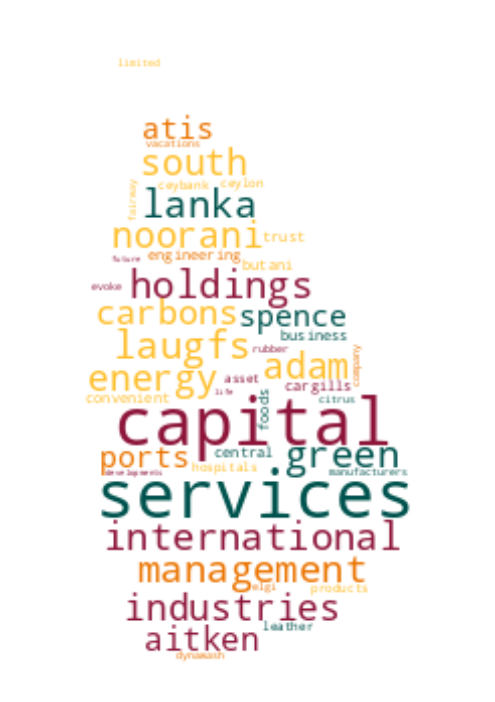 limited
atis
vacations
south
ceybank ceylon
fairway
lanka
noorani trust
engineering
future butani
evoke holdings
carbons spence
business
laugfs rubber
company
energy asset adam
life cargills
convenient foods citrus
capital
ports central green
developments hospitals manufacturers
services
international
management
elgi products
industries
leather
aitken
dynawash